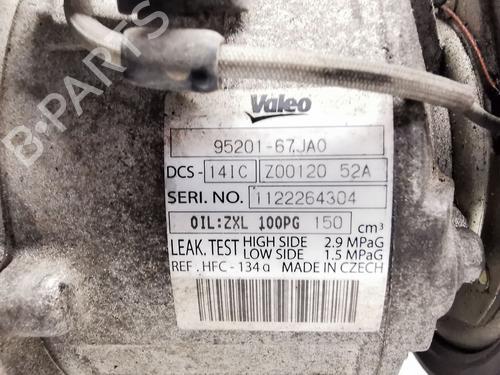 B-PARTS
Valeo
95201-67JA0
DCS - 14IC Z00120 52A
SERI. NO. 1122264304
OIL:ZXL 100PG 150 cm³
LEAK. TEST HIGH SIDE 2.9 MPaG
LOW SIDE 1.5 MPaG
REF . HFC - 134a MADE IN CZECH